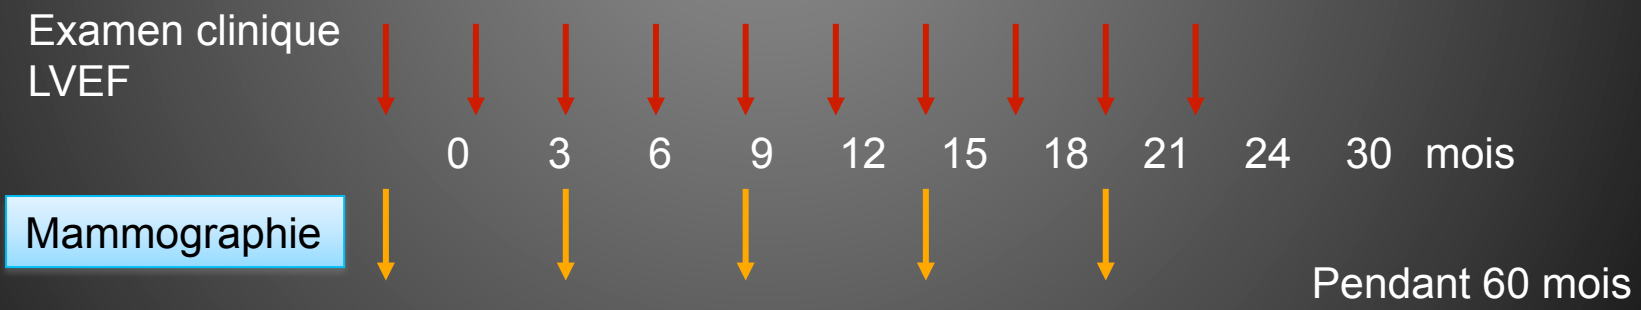 Examen clinique
LVEF
0 3 6 9 12 15 18 21 24 30 mois
Mammographie
Pendant 60 mois